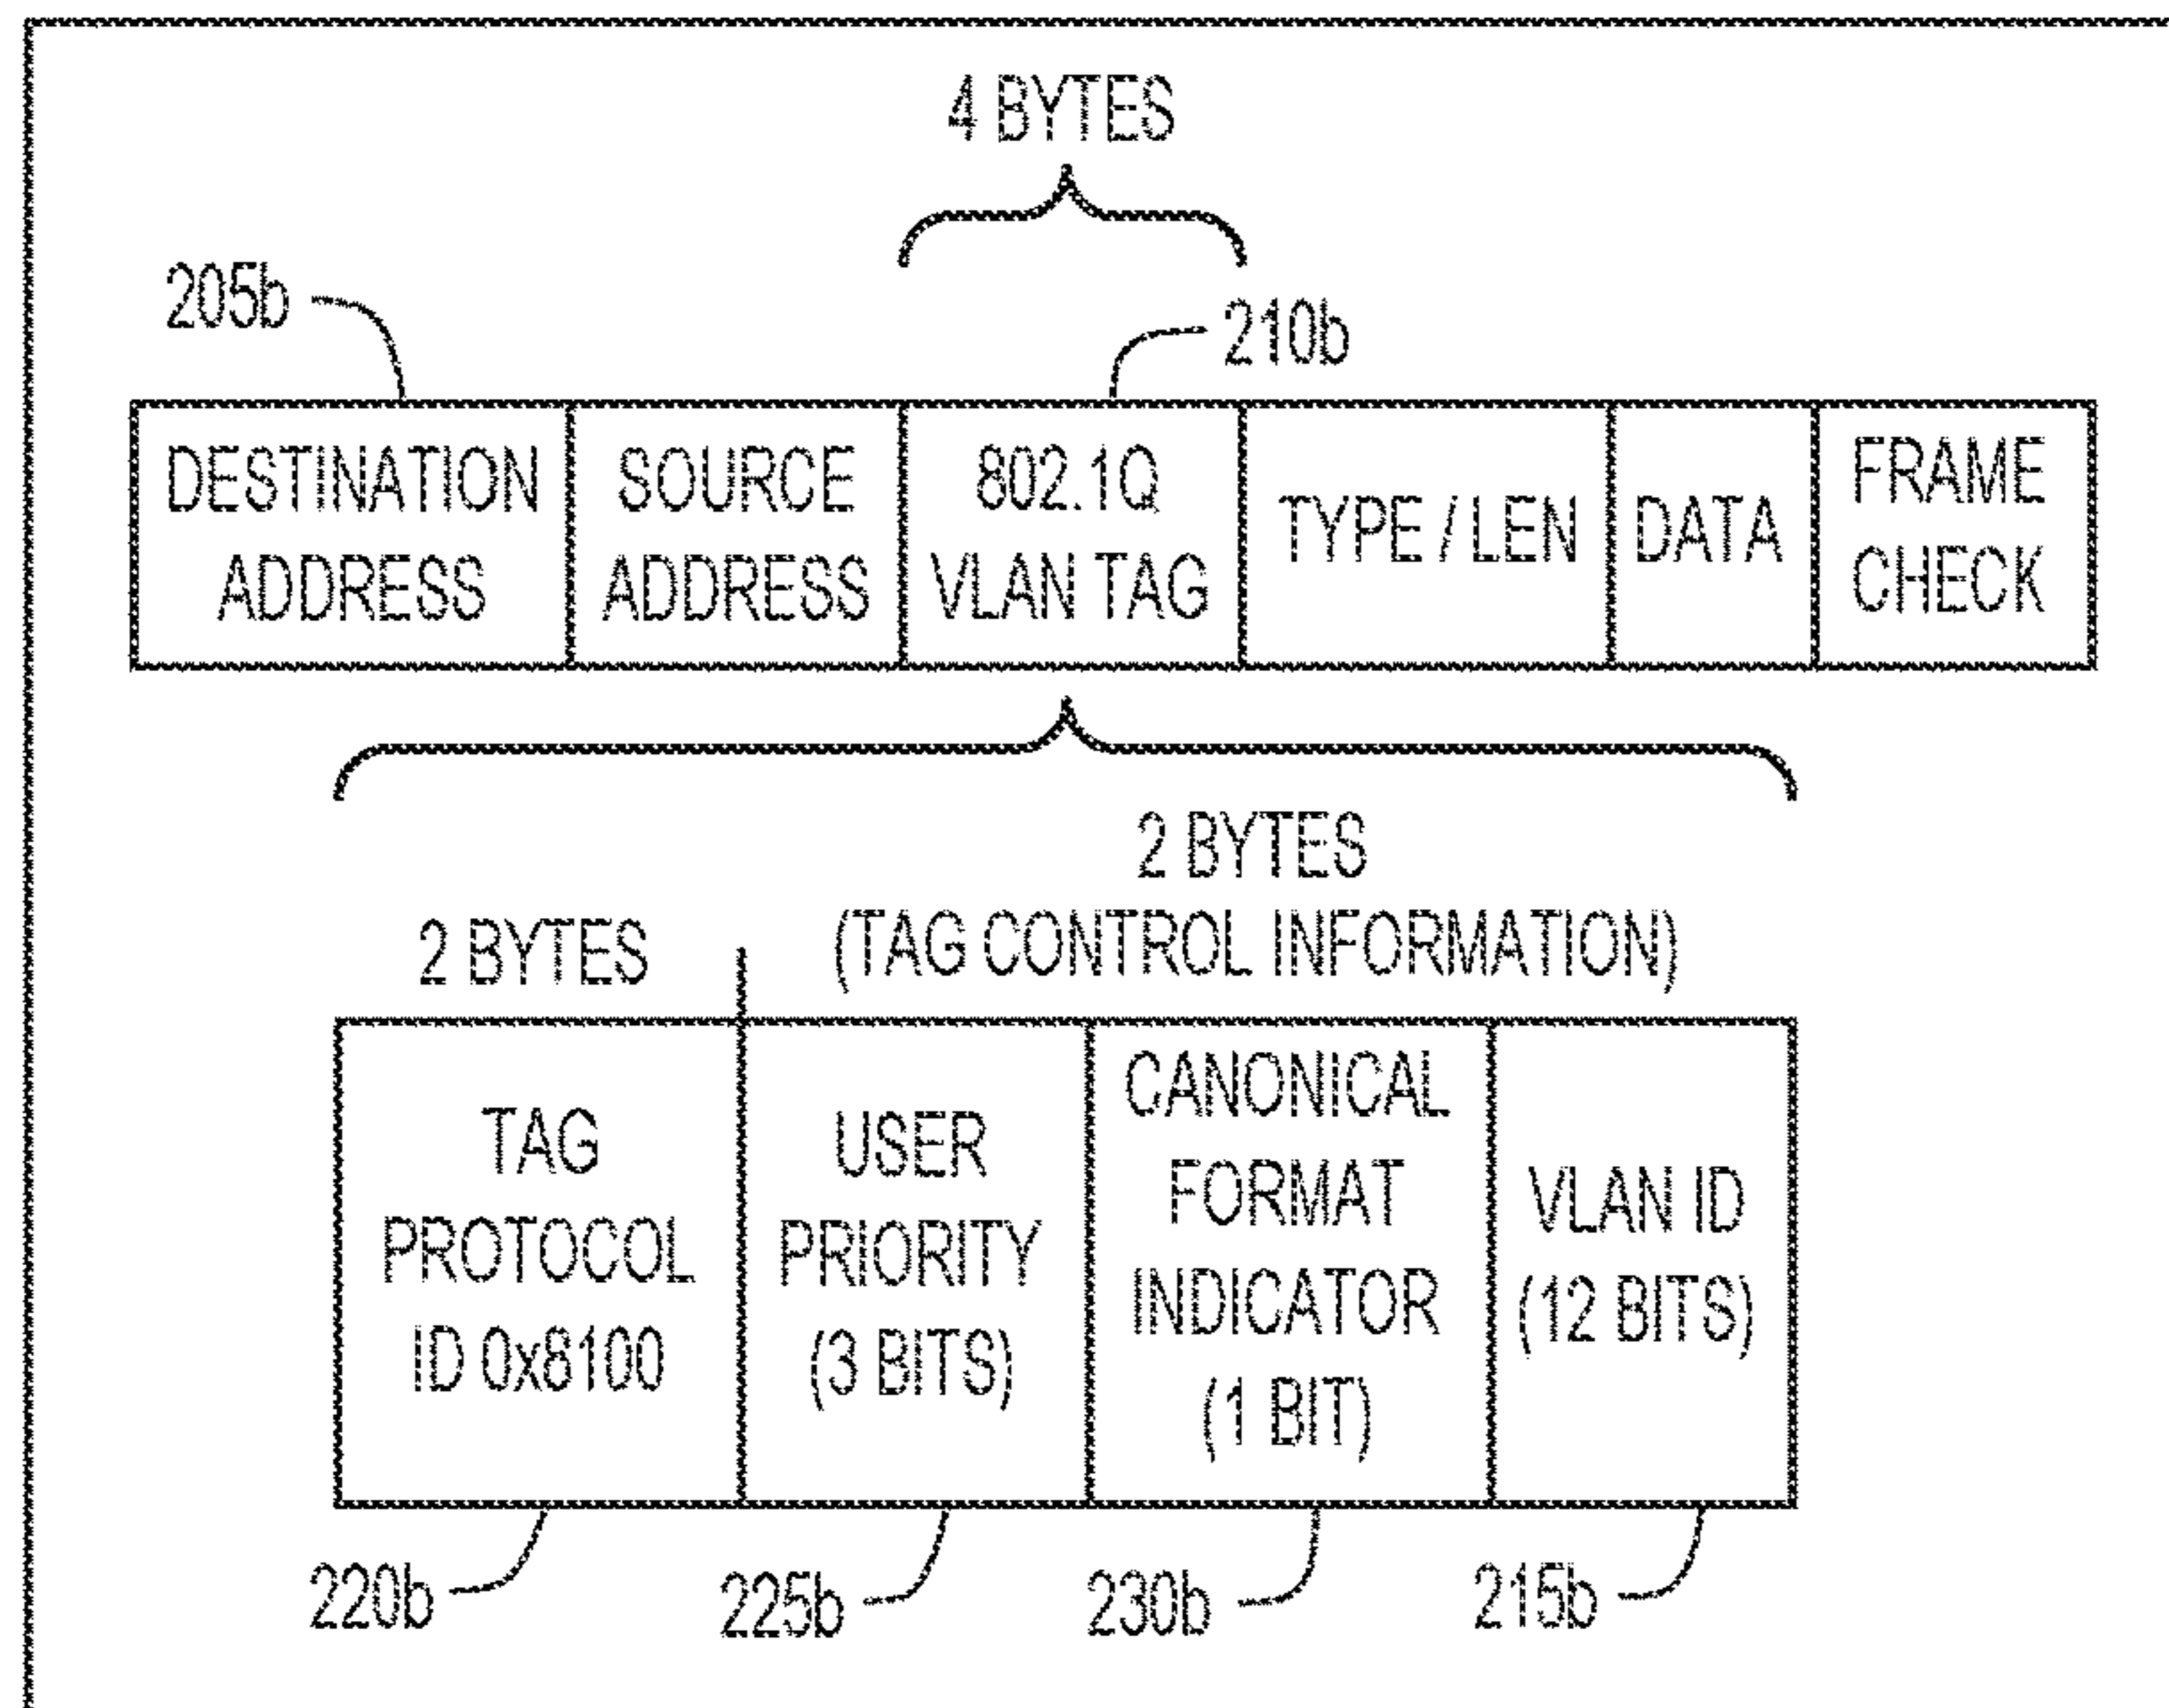 4 BYTES
205b
210b
DESTINATION
ADDRESS
SOURCE
ADDRESS
802.1Q
VLAN TAG
TYPE / LEN
DATA
FRAME
CHECK
2 BYTES
2 BYTES
(TAG CONTROL INFORMATION)
TAG
PROTOCOL
ID 0x8100
USER
PRIORITY
(3 BITS)
CANONICAL
FORMAT
INDICATOR
(1 BIT)
VLAN ID
(12 BITS)
220b
225b
230b
215b